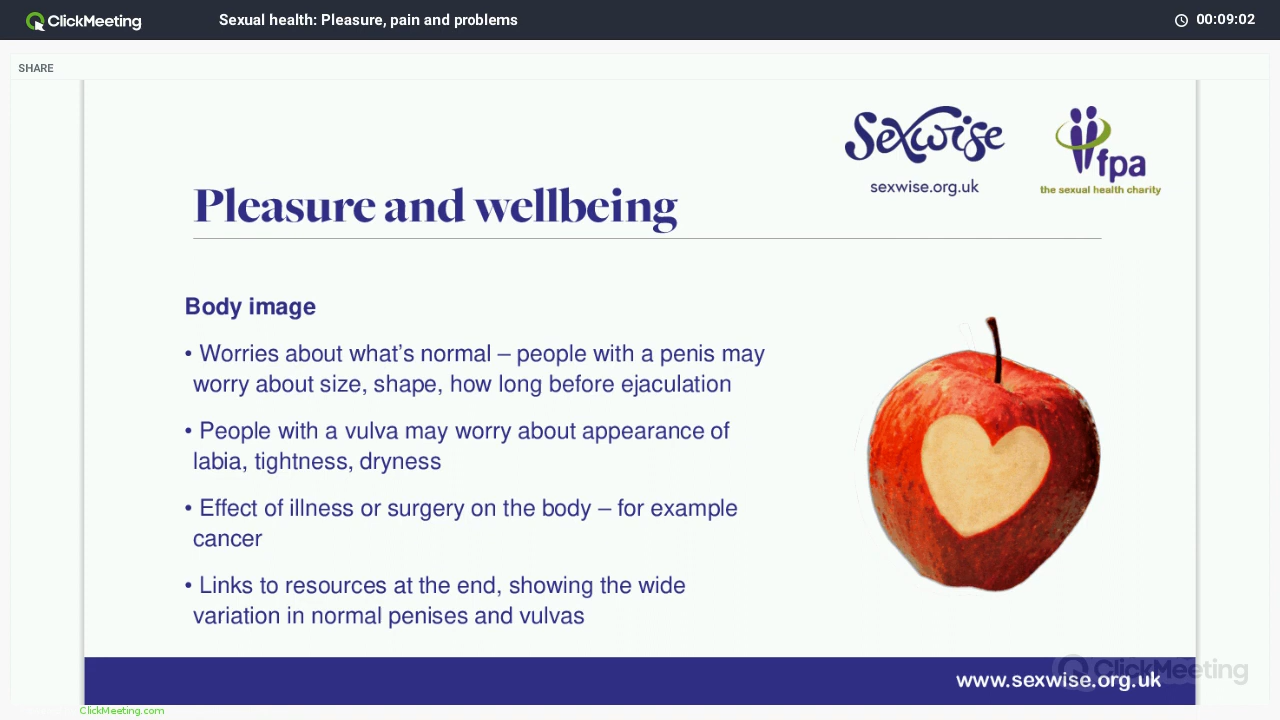 ClickMeeting
Sexual health: Pleasure, pain and problems
00:09:02
SHARE
Sexwise
sexwise.org.uk
fpa
the sexual health charity
Pleasure and wellbeing
Body image
• Worries about what's normal – people with a penis may
worry about size, shape, how long before ejaculation
• People with a vulva may worry about appearance of
labia, tightness, dryness
• Effect of illness or surgery on the body – for example
cancer
• Links to resources at the end, showing the wide
variation in normal penises and vulvas
ClickMeeting
www.sexwise.org.uk
ClickMeeting.com